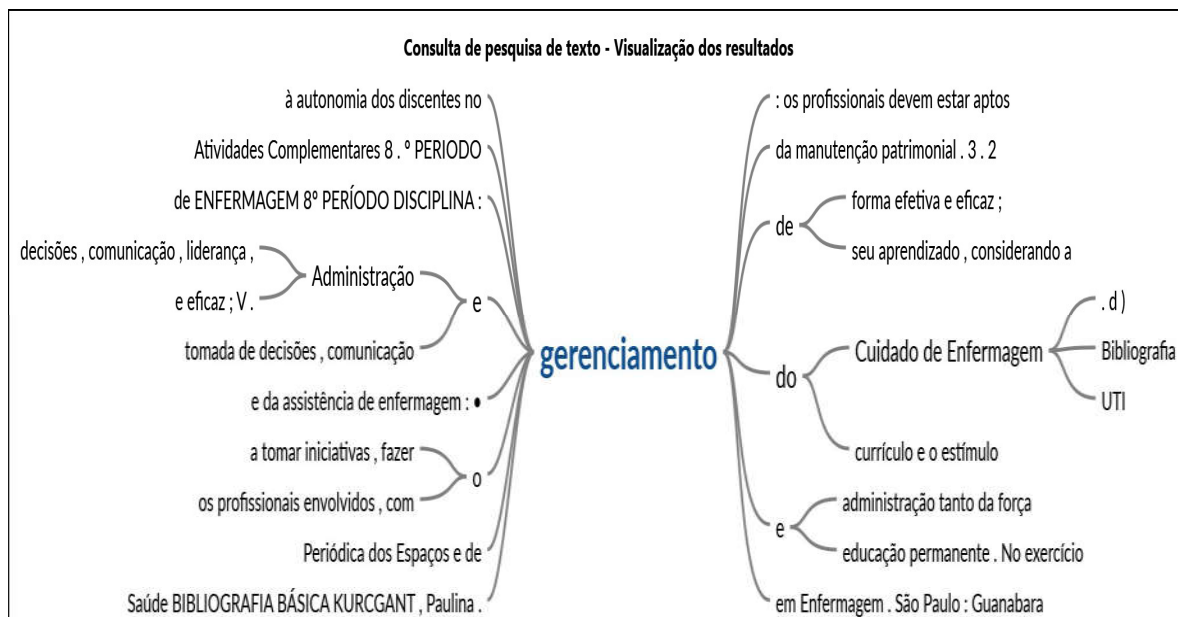 Consulta de pesquisa de texto - Visualização dos resultados
à autonomia dos discentes no
Atividades Complementares 8 . º PERIODO
de ENFERMAGEM 8º PERÍODO DISCIPLINA :
decisões , comunicação , liderança ,
e eficaz ; V .
Administração
tomada de decisões , comunicação
e
e da assistência de enfermagem : •
a tomar iniciativas , fazer
os profissionais envolvidos , com
o
Periódica dos Espaços e de
Saúde BIBLIOGRAFIA BÁSICA KURCGANT , Paulina .
gerenciamento
: os profissionais devem estar aptos
da manutenção patrimonial . 3 . 2
de
forma efetiva e eficaz ;
seu aprendizado , considerando a
do
Cuidado de Enfermagem
. d )
Bibliografia
UTI
currículo e o estímulo
e
administração tanto da força
educação permanente . No exercício
em Enfermagem . São Paulo : Guanabara